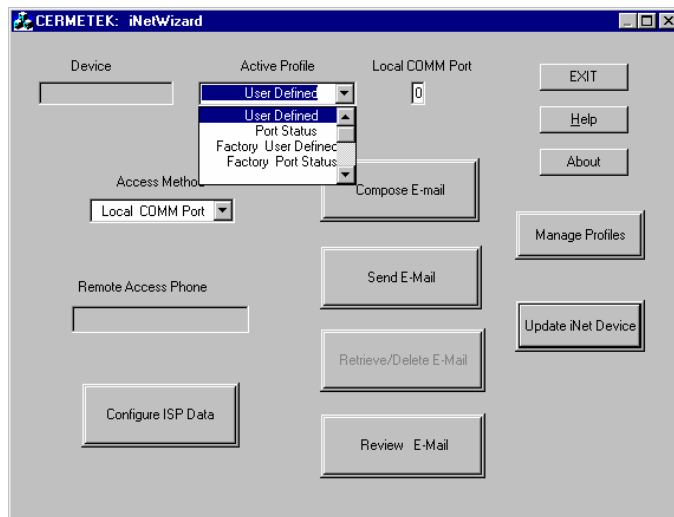 CERMETEK: iNetWizard
Device
Active Profile
Local COMM Port
User Defined
0
User Defined
Port Status
Factory User Defined
Factory Port Status
EXIT
Help
About
Access Method
Local COMM Port
Compose E-mail
Manage Profiles
Send E-Mail
Remote Access Phone
Update iNet Device
Retrieve/Delete E-Mail
Configure ISP Data
Review E-Mail